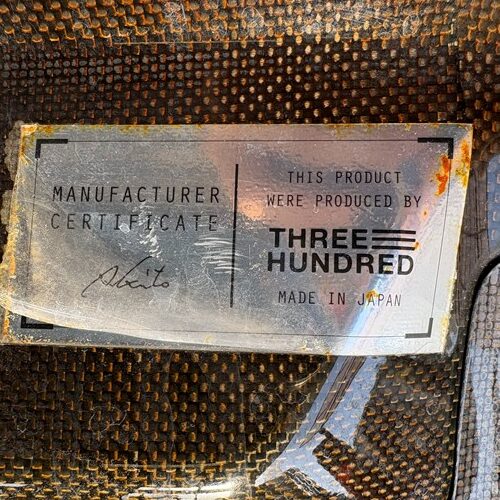 MANUFACTURER
CERTIFICATE
THIS PRODUCT
WERE PRODUCED BY
THREE
HUNDRED
MADE IN JAPAN